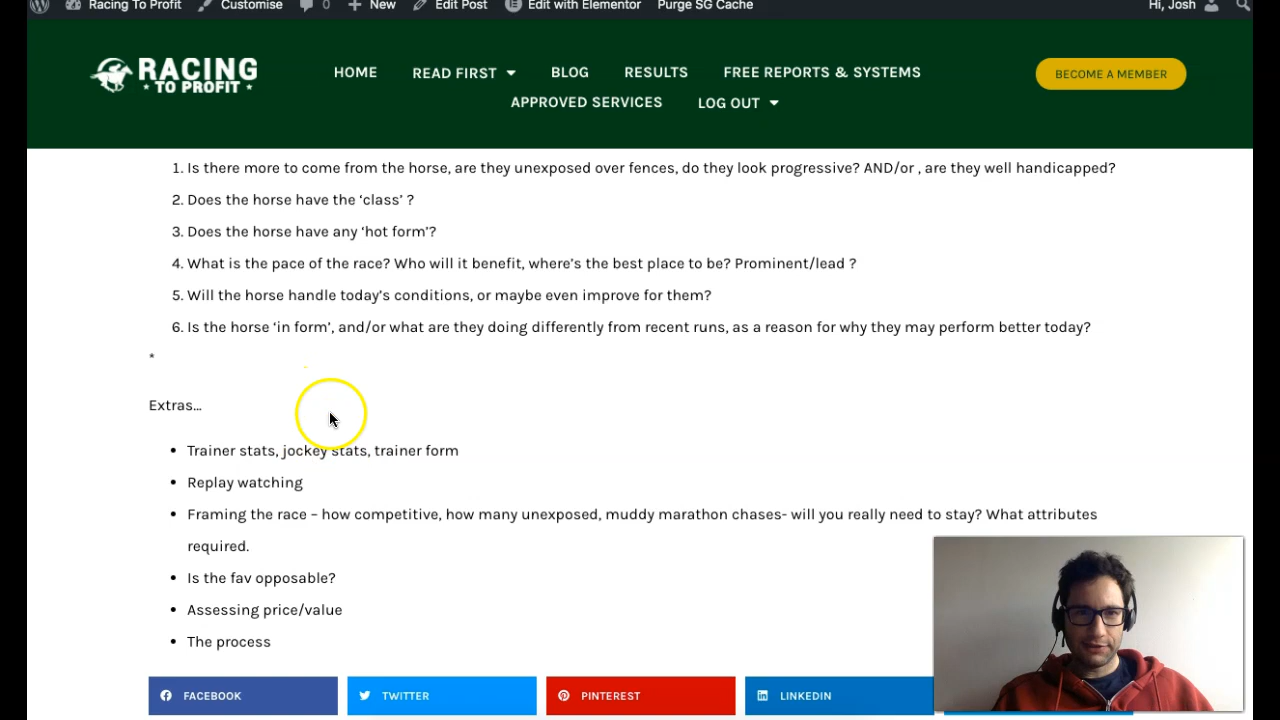 Racing To Profit Customise 0 New Edit Post Edit with Elementor Purge SG Cache Hi, Josh
RACING
TO PROFIT
HOME READ FIRST BLOG RESULTS FREE REPORTS & SYSTEMS
APPROVED SERVICES LOG OUT
BECOME A MEMBER
1. Is there more to come from the horse, are they unexposed over fences, do they look progressive? AND/or , are they well handicapped?
2. Does the horse have the ‘class’ ?
3. Does the horse have any ‘hot form’?
4. What is the pace of the race? Who will it benefit, where’s the best place to be? Prominent/lead ?
5. Will the horse handle today’s conditions, or maybe even improve for them?
6. Is the horse ‘in form’, and/or what are they doing differently from recent runs, as a reason for why they may perform better today?
*
Extras…
• Trainer stats, jockey stats, trainer form
• Replay watching
• Framing the race – how competitive, how many unexposed, muddy marathon chases- will you really need to stay? What attributes
required.
• Is the fav opposable?
• Assessing price/value
• The process
FACEBOOK TWITTER PINTEREST LINKEDIN